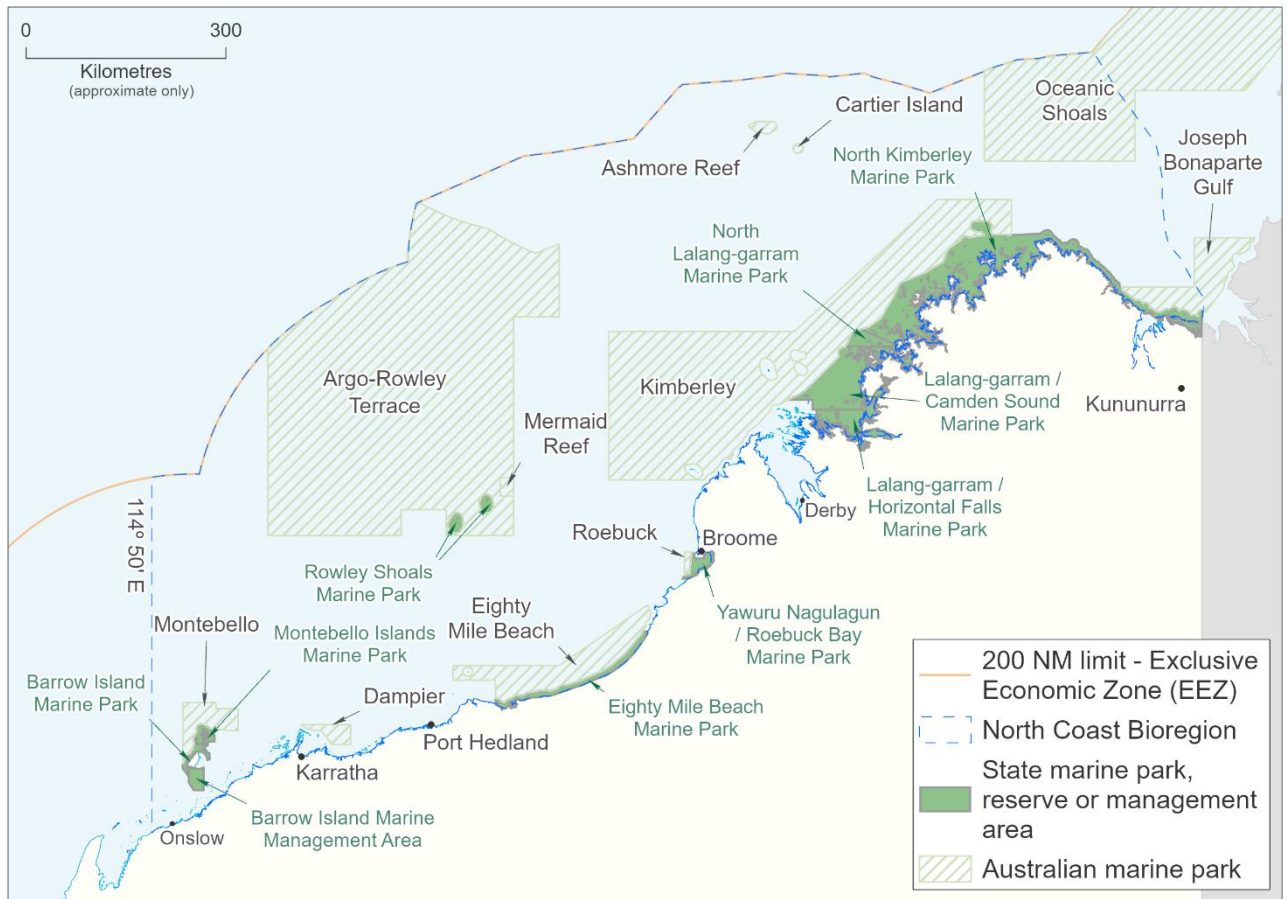 0
300
Kilometres
(approximate only)
Oceanic
Shoals
Cartier Island
Joseph
Bonaparte
Gulf
Ashmore Reef
North Kimberley
Marine Park
North
Lalang-garram
Marine Park
Argo-Rowley
Terrace
Kimberley
Mermaid
Reef
Lalang-garram /
Camden Sound
Marine Park
Kununurra
Lalang-garram /
Horizontal Falls
Marine Park
Derby
114° 50' E
Roebuck
Broome
Rowley Shoals
Marine Park
Eighty
Mile Beach
Yawuru Nagulagun
/ Roebuck Bay
Marine Park
Montebello
Montebello Islands
Marine Park
Barrow Island
Marine Park
Dampier
Eighty Mile Beach
Marine Park
Port Hedland
Karratha
Barrow Island Marine
Management Area
Onslow
200 NM limit - Exclusive
Economic Zone (EEZ)
North Coast Bioregion
State marine park,
reserve or management
area
Australian marine park